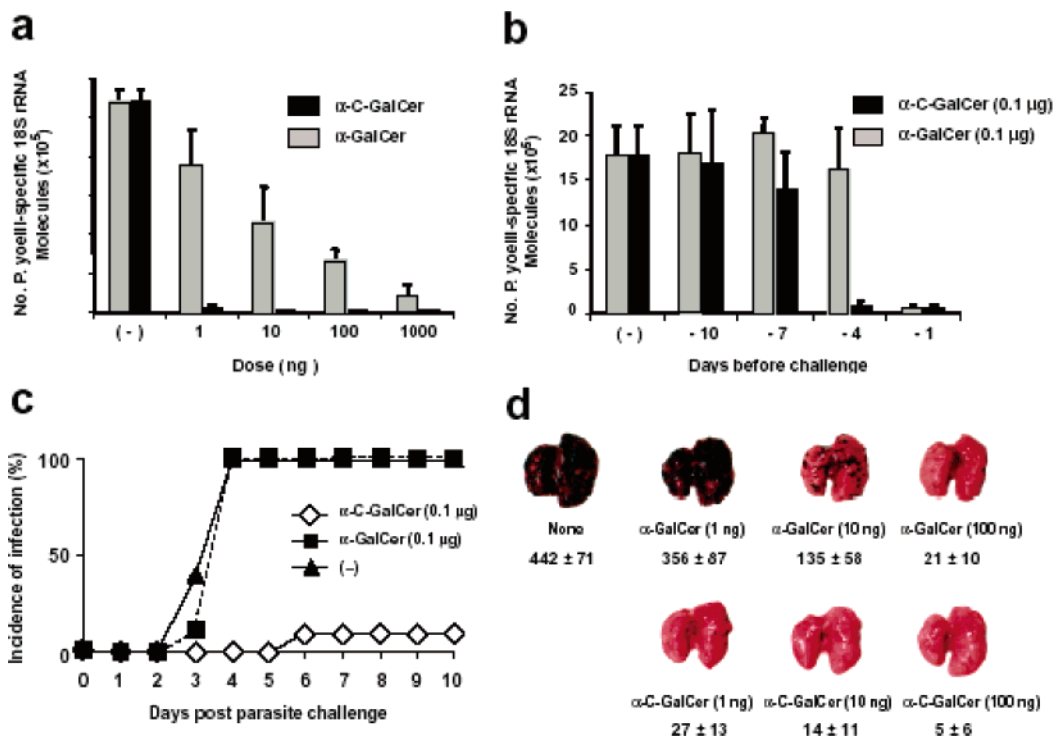 a
No. P. yoelii-specific 18S rRNA
Molecules (x10⁵)
α-C-GalCer
α-GalCer
(-) 1 10 100 1000
Dose (ng)
b
No. P. yoelii-specific 18S rRNA
Molecules (×10⁵)
25
20
15
10
5
0
α-C-GalCer (0.1 µg)
α-GalCer (0.1 µg)
(-) -10 -7 -4 -1
Days before challenge
c
Incidence of infection (%)
100
50
0
α-C-GalCer (0.1 µg)
α-GalCer (0.1 µg)
(–)
0 1 2 3 4 5 6 7 8 9 10
Days post parasite challenge
d
None α-GalCer (1 ng) α-GalCer (10 ng) α-GalCer (100 ng)
442 ± 71 356 ± 87 135 ± 58 21 ± 10
α-C-GalCer (1 ng) α-C-GalCer (10 ng) α-C-GalCer (100 ng)
27 ± 13 14 ± 11 5 ± 6